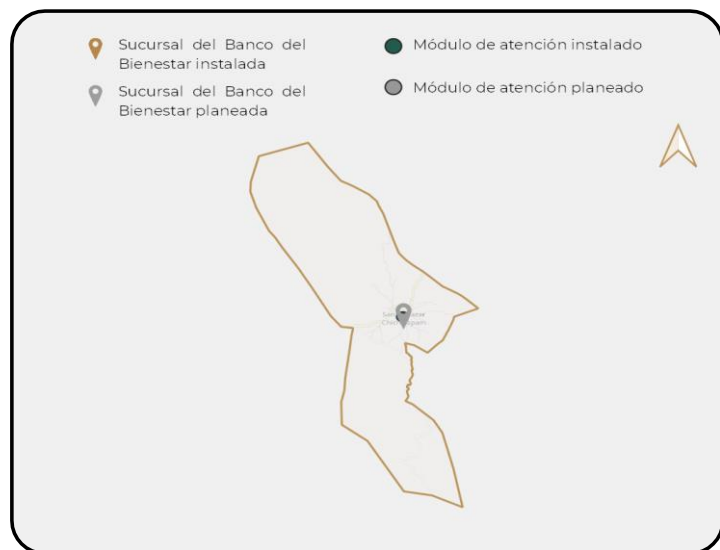 Sucursal del Banco del
Bienestar instalada
Sucursal del Banco del
Bienestar planeada
Módulo de atención instalado
Módulo de atención planeado